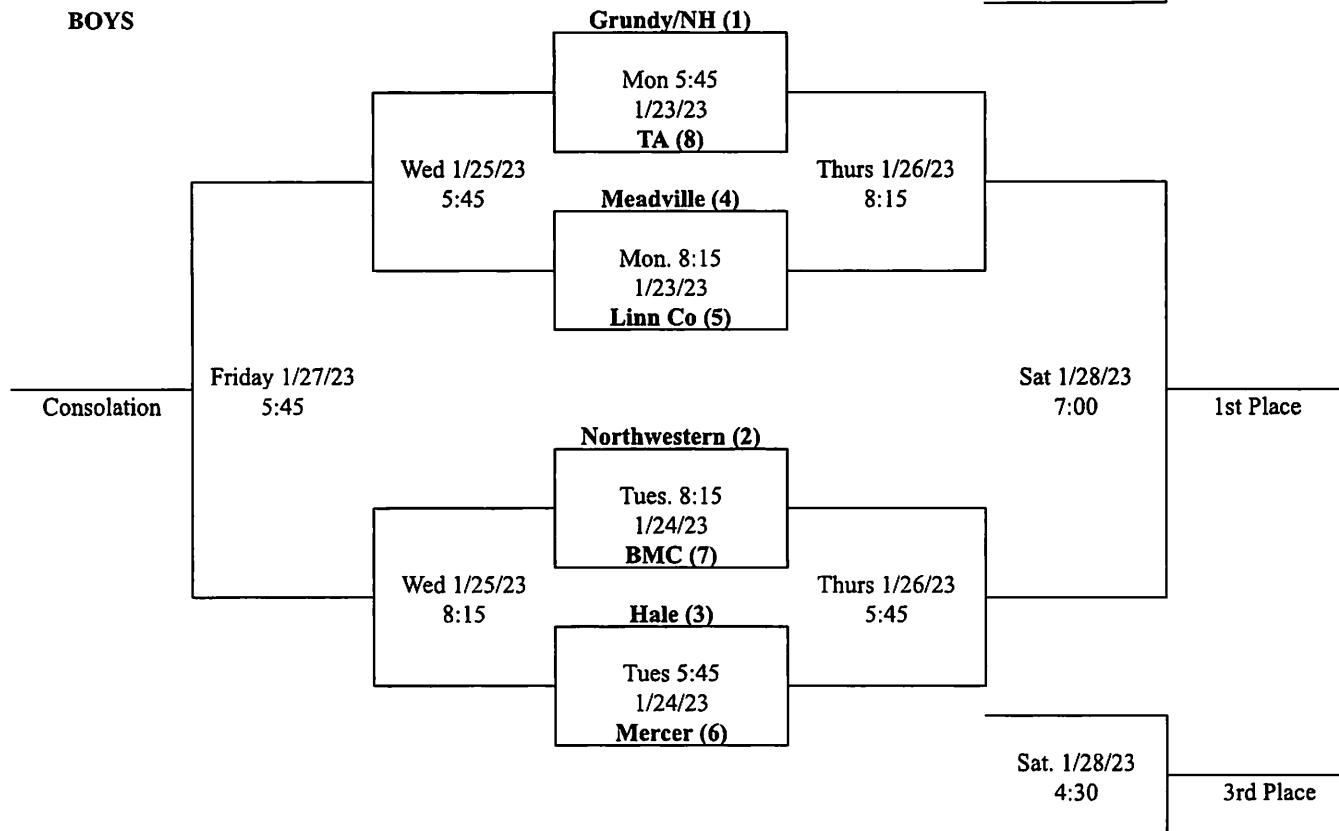 BOYS
Grundy/NH (1)
Mon 5:45
1/23/23
TA (8)
Wed 1/25/23
5:45
Thurs 1/26/23
8:15
Meadville (4)
Mon. 8:15
1/23/23
Linn Co (5)
Friday 1/27/23
5:45
Consolation
Sat 1/28/23
7:00
1st Place
Northwestern (2)
Tues. 8:15
1/24/23
BMC (7)
Wed 1/25/23
8:15
Thurs 1/26/23
5:45
Hale (3)
Tues 5:45
1/24/23
Mercer (6)
Sat. 1/28/23
4:30
3rd Place